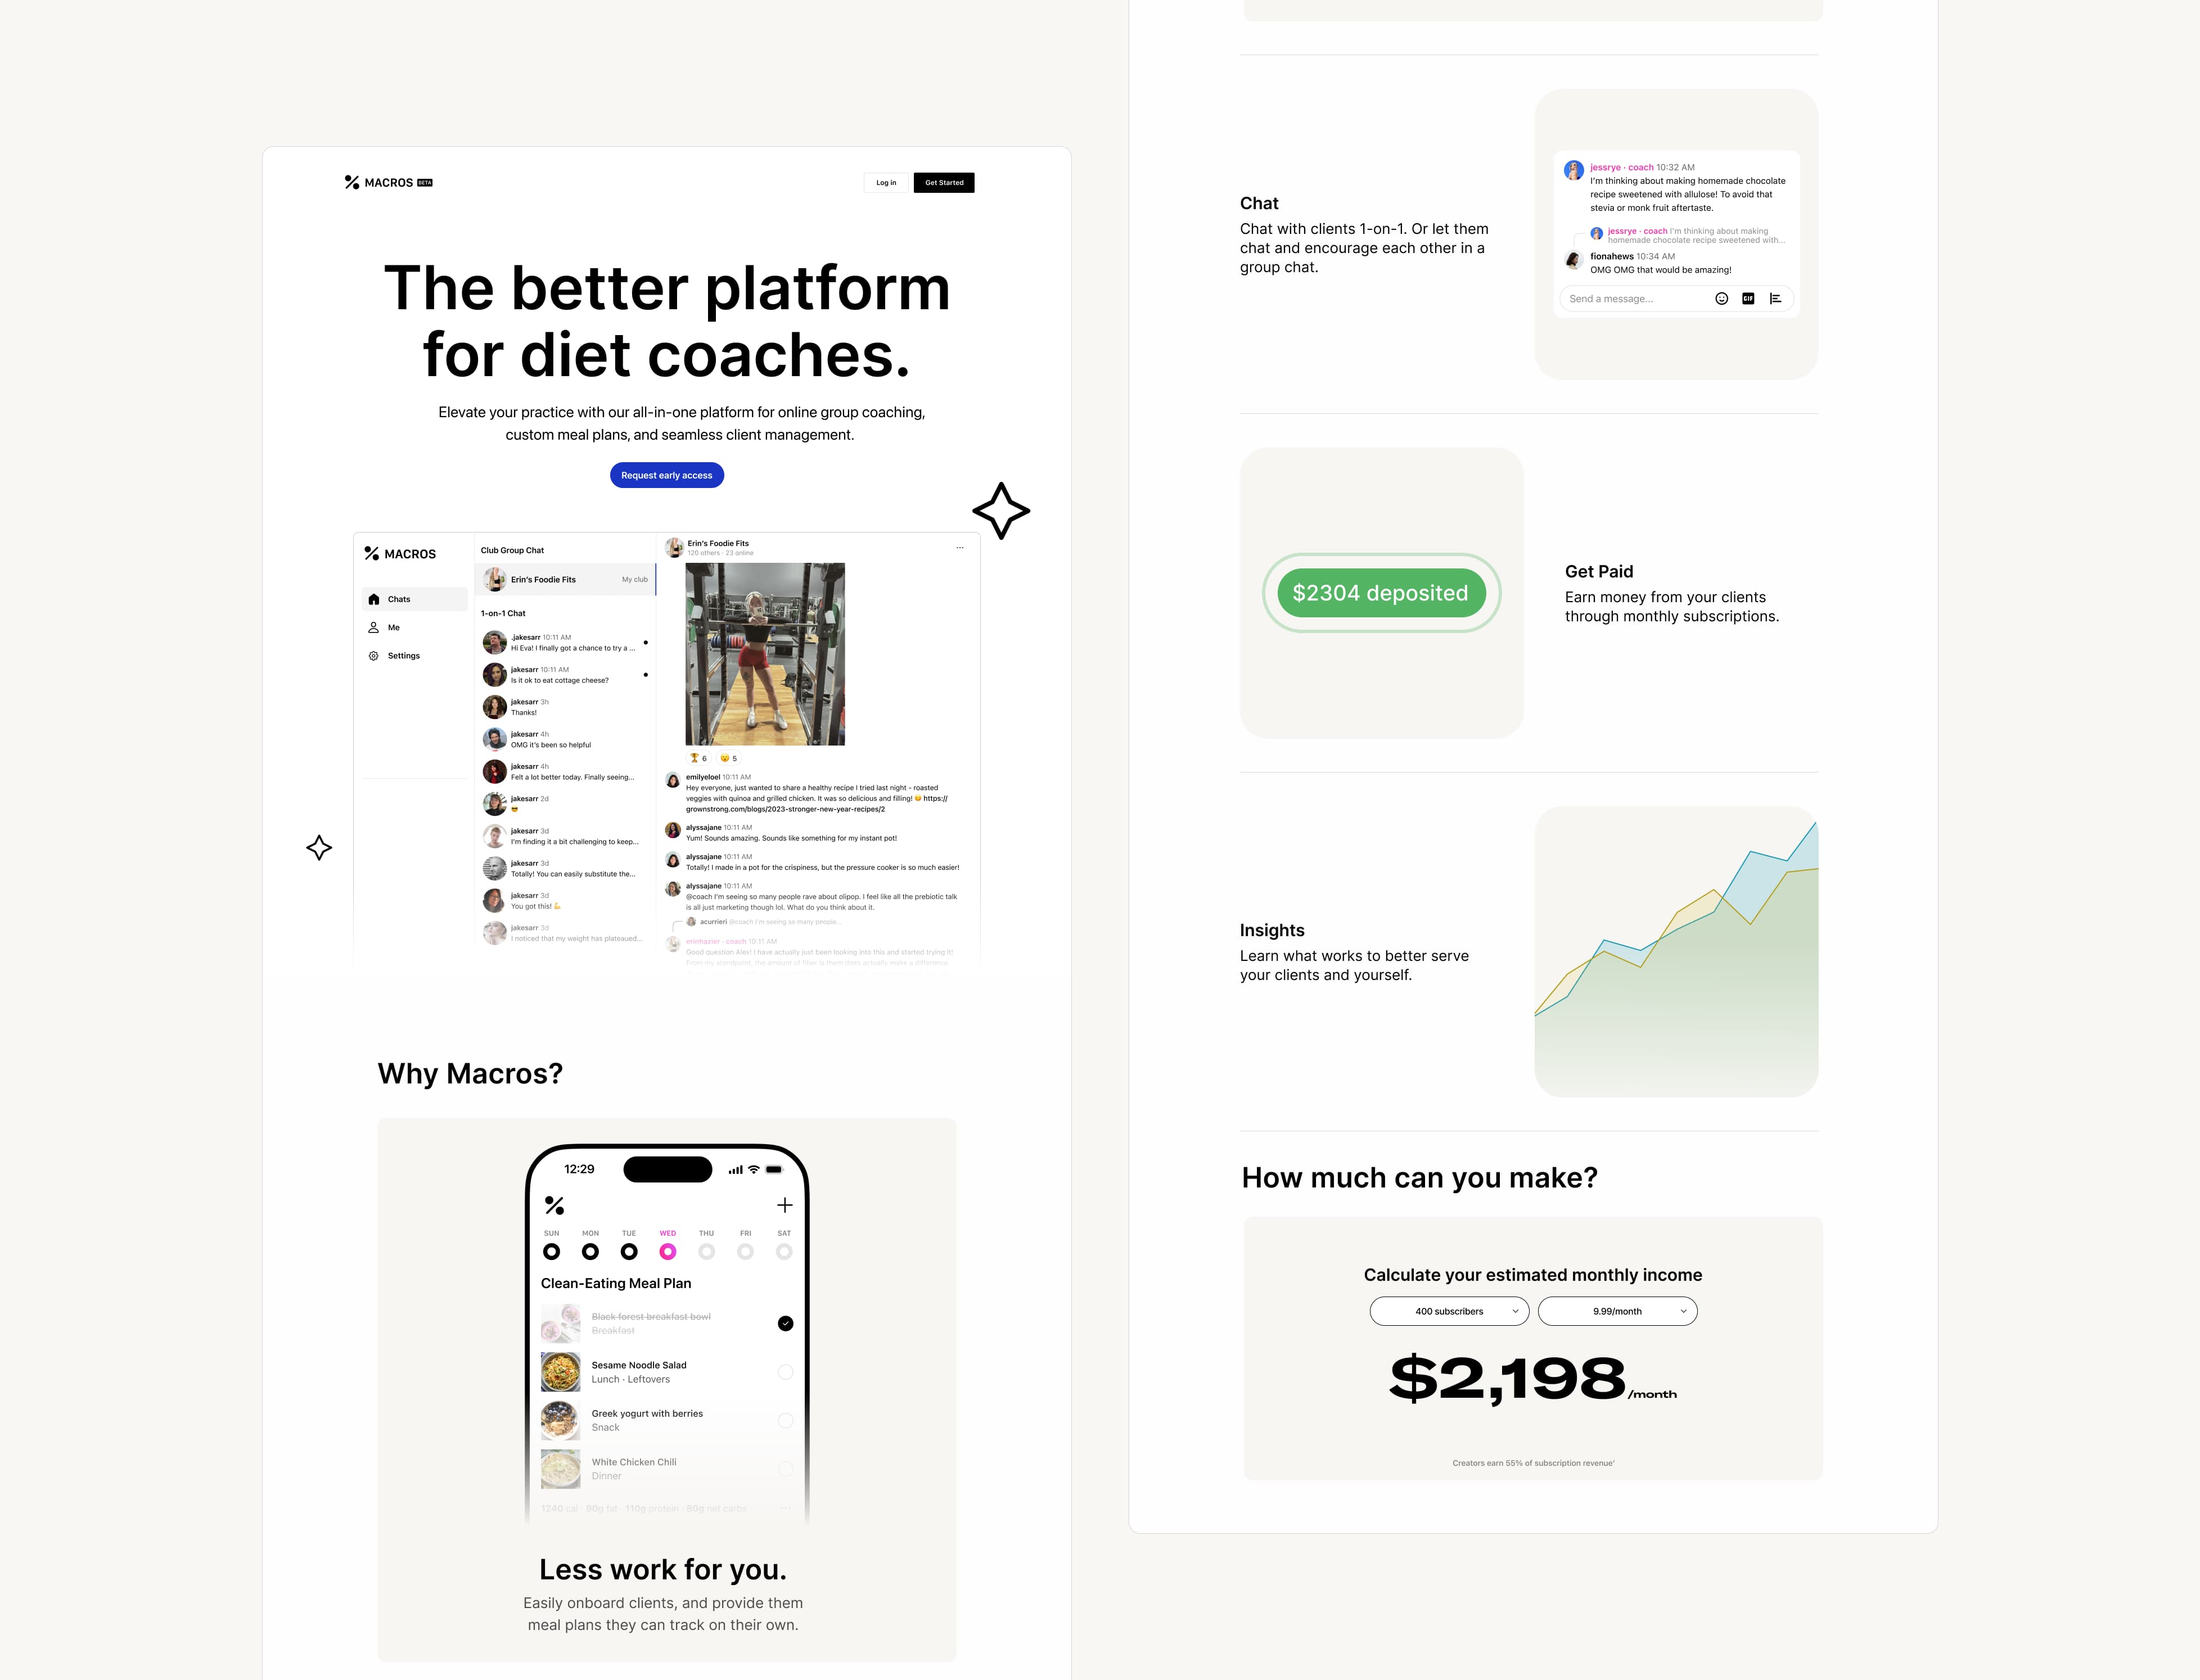 MACROS BETA
Log in
Get Started
The better platform
for diet coaches.
Elevate your practice with our all-in-one platform for online group coaching,
custom meal plans, and seamless client management.
Request early access
MACROS
Chats
Me
Settings
Club Group Chat
Erin's Foodie Fits
My club
1-on-1 Chat
.jakesarr 10:11 AM
Hi Eva! I finally got a chance to try a ...
jakesarr 10:11 AM
Is it ok to eat cottage cheese?
jakesarr 3h
Thanks!
jakesarr 4h
OMG it's been so helpful
jakesarr 4h
Felt a lot better today. Finally seeing...
jakesarr 2d
😎
jakesarr 3d
I'm finding it a bit challenging to keep...
jakesarr 3d
Totally! You can easily substitute the...
jakesarr 3d
You got this! 💪
jakesarr 3d
I noticed that my weight has plateaued...
Erin's Foodie Fits
120 others · 23 online
...
🏆 6
5
emilyeloel 10:11 AM
Hey everyone, just wanted to share a healthy recipe I tried last night - roasted
veggies with quinoa and grilled chicken. It was so delicious and filling! 😊 https://
grownstrong.com/blogs/2023-stronger-new-year-recipes/2
alyssajane 10:11 AM
Yum! Sounds amazing. Sounds like something for my instant pot!
alyssajane 10:11 AM
Totally! I made in a pot for the crispiness, but the pressure cooker is so much easier!
alyssajane 10:11 AM
@coach I'm seeing so many people rave about olipop. I feel like all the prebiotic talk
is all just marketing though lol. What do you think about it.
acurrieri @coach I'm seeing so many people...
erinhazler · coach 10:11 AM
Good question Alex! I have actually just been looking into this and started trying it!
From my standpoint, the amount of fiber is them does actually make a difference.
Why Macros?
12:29
SUN
MON
TUE
WED
THU
FRI
SAT
Clean-Eating Meal Plan
Black forest breakfast bowl
Breakfast
Sesame Noodle Salad
Lunch · Leftovers
Greek yogurt with berries
Snack
White Chicken Chili
Dinner
1240 cal · 90g fat · 110g protein · 80g net carbs
...
Less work for you.
Easily onboard clients, and provide them
meal plans they can track on their own.
Chat
Chat with clients 1-on-1. Or let them
chat and encourage each other in a
group chat.
jessrye · coach 10:32 AM
I'm thinking about making homemade chocolate
recipe sweetened with allulose! To avoid that
stevia or monk fruit aftertaste.
jessrye · coach I'm thinking about making
homemade chocolate recipe sweetened with...
fionahews 10:34 AM
OMG OMG that would be amazing!
Send a message...
GIF
$2304 deposited
Get Paid
Earn money from your clients
through monthly subscriptions.
Insights
Learn what works to better serve
your clients and yourself.
How much can you make?
Calculate your estimated monthly income
400 subscribers
9.99/month
$2,198/month
Creators earn 55% of subscription revenue'